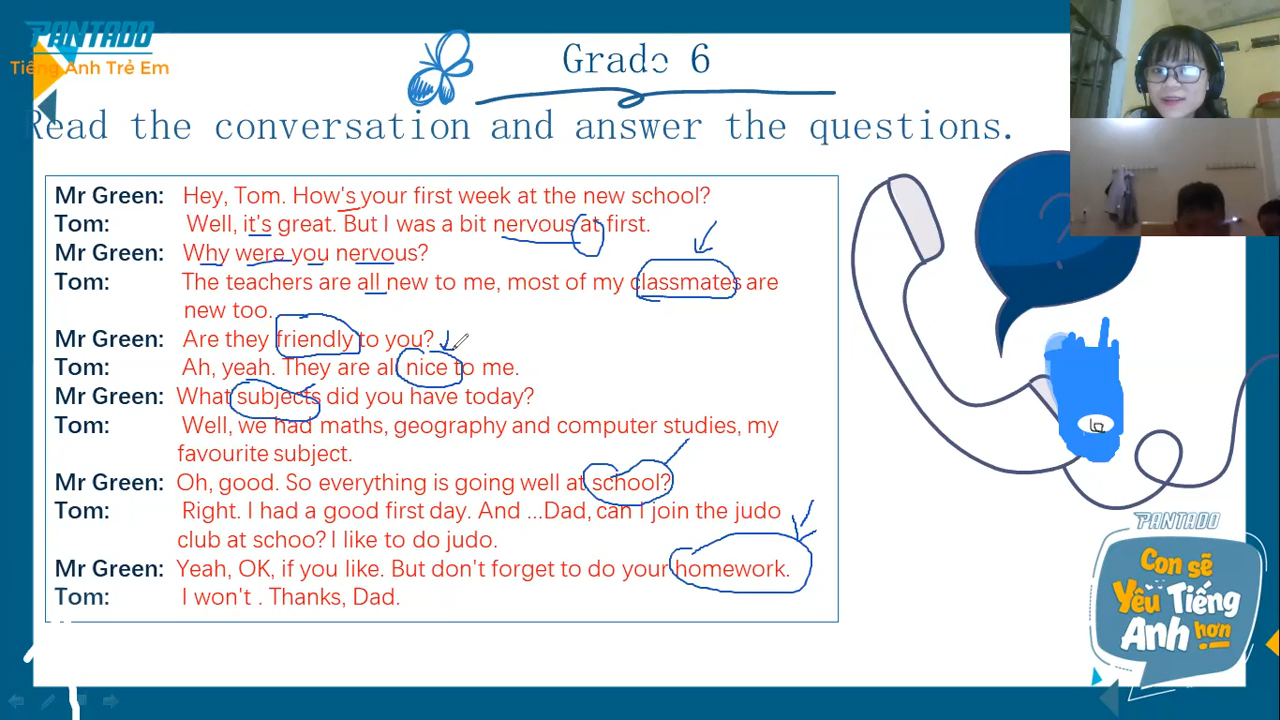 PANTADO
Tiếng Anh Trẻ Em
Grade 6
Read the conversation and answer the questions.
Mr Green: Hey, Tom. How's your first week at the new school?
Tom: Well, it's great. But I was a bit nervous at first.
Mr Green: Why were you nervous?
Tom: The teachers are all new to me, most of my classmates are
new too.
Mr Green: Are they friendly to you?
Tom: Ah, yeah. They are all nice to me.
Mr Green: What subjects did you have today?
Tom: Well, we had maths, geography and computer studies, my
favourite subject.
Mr Green: Oh, good. So everything is going well at school?
Tom: Right. I had a good first day. And ...Dad, can I join the judo
club at schoo? I like to do judo.
Mr Green: Yeah, OK, if you like. But don't forget to do your homework.
Tom: I won't . Thanks, Dad.
?
PANTADO
Con sẽ
Yêu Tiếng
Anh hơn